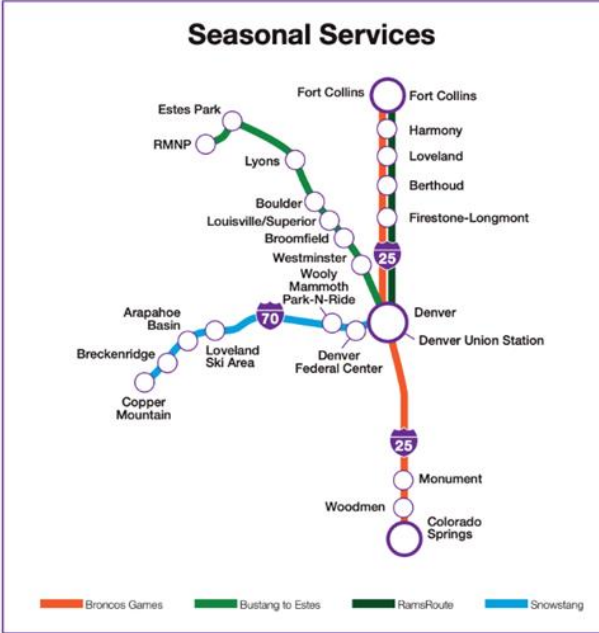 Seasonal Services
Fort Collins
Fort Collins
Estes Park
RMNP
Harmony
Lyons
Loveland
Berthoud
Boulder
Louisville/Superior
Firestone-Longmont
Broomfield
Westminster
25
Wooly
Mammoth
Park-N-Ride
Arapahoe
Basin
70
Denver
Denver Union Station
Breckenridge
Loveland
Ski Area
Denver
Federal Center
Copper
Mountain
25
Monument
Woodmen
Colorado
Springs
Broncos Games
Bustang to Estes
RamsRoute
Snowstang